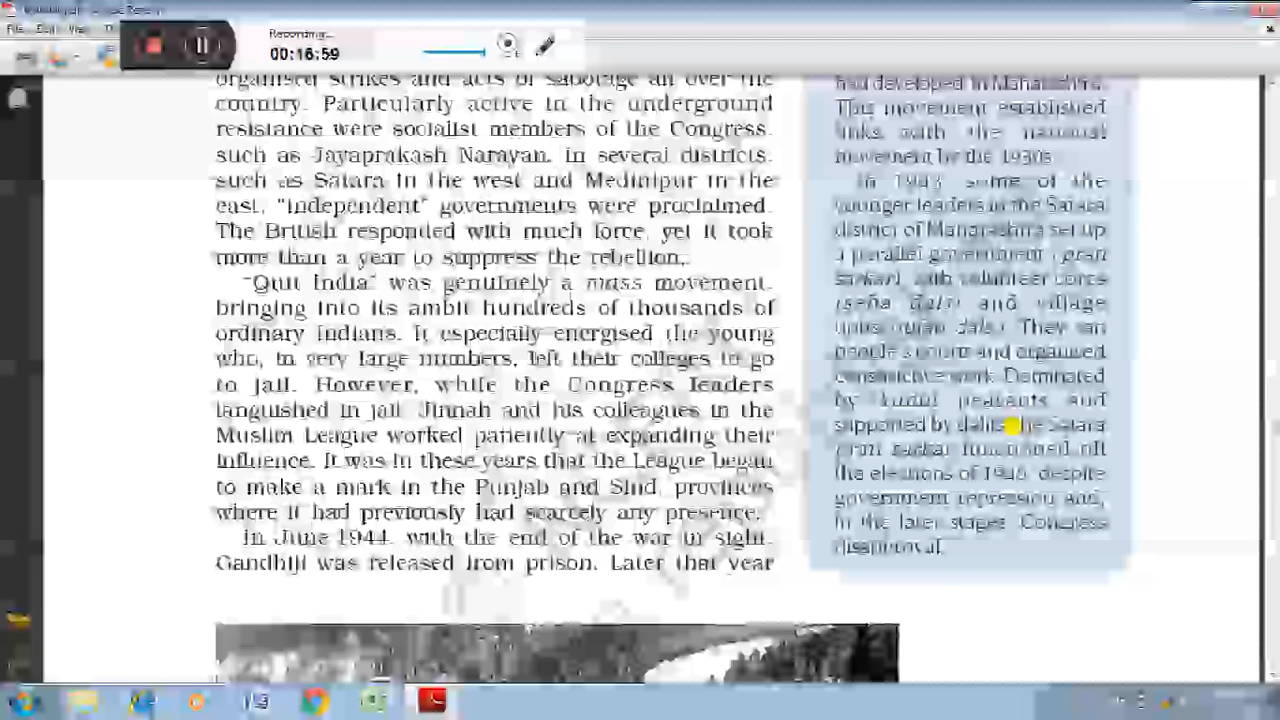 Recording...
00:16:59
organised strikes and acts of sabotage all over the
country. Particularly active in the underground
resistance were socialist members of the Congress,
such as Jayaprakash Narayan. In several districts,
such as Satara in the west and Medinipur in the
east, "independent" governments were proclaimed.
The British responded with much force, yet it took
more than a year to suppress the rebellion.
"Quit India" was genuinely a mass movement,
bringing into its ambit hundreds of thousands of
ordinary Indians. It especially energised the young
who, in very large numbers, left their colleges to go
to jail. However, while the Congress leaders
languished in jail, Jinnah and his colleagues in the
Muslim League worked patiently at expanding their
influence. It was in these years that the League began
to make a mark in the Punjab and Sind, provinces
where it had previously had scarcely any presence.
In June 1944, with the end of the war in sight,
Gandhiji was released from prison. Later that year
had developed in Maharashtra.
This movement established
links with the national
movement by the 1930s.
In 1943, some of the
younger leaders in the Satara
district of Maharashtra set up
a parallel government (prati
sarkar), with volunteer corps
(seba dals) and village
units (tufan dals). They ran
people's courts and organised
constructive work. Dominated
by kunbi peasants and
supported by dalits, the Satara
prati sarkar functioned till
the elections of 1946, despite
government repression and,
in the later stages, Congress
disapproval.